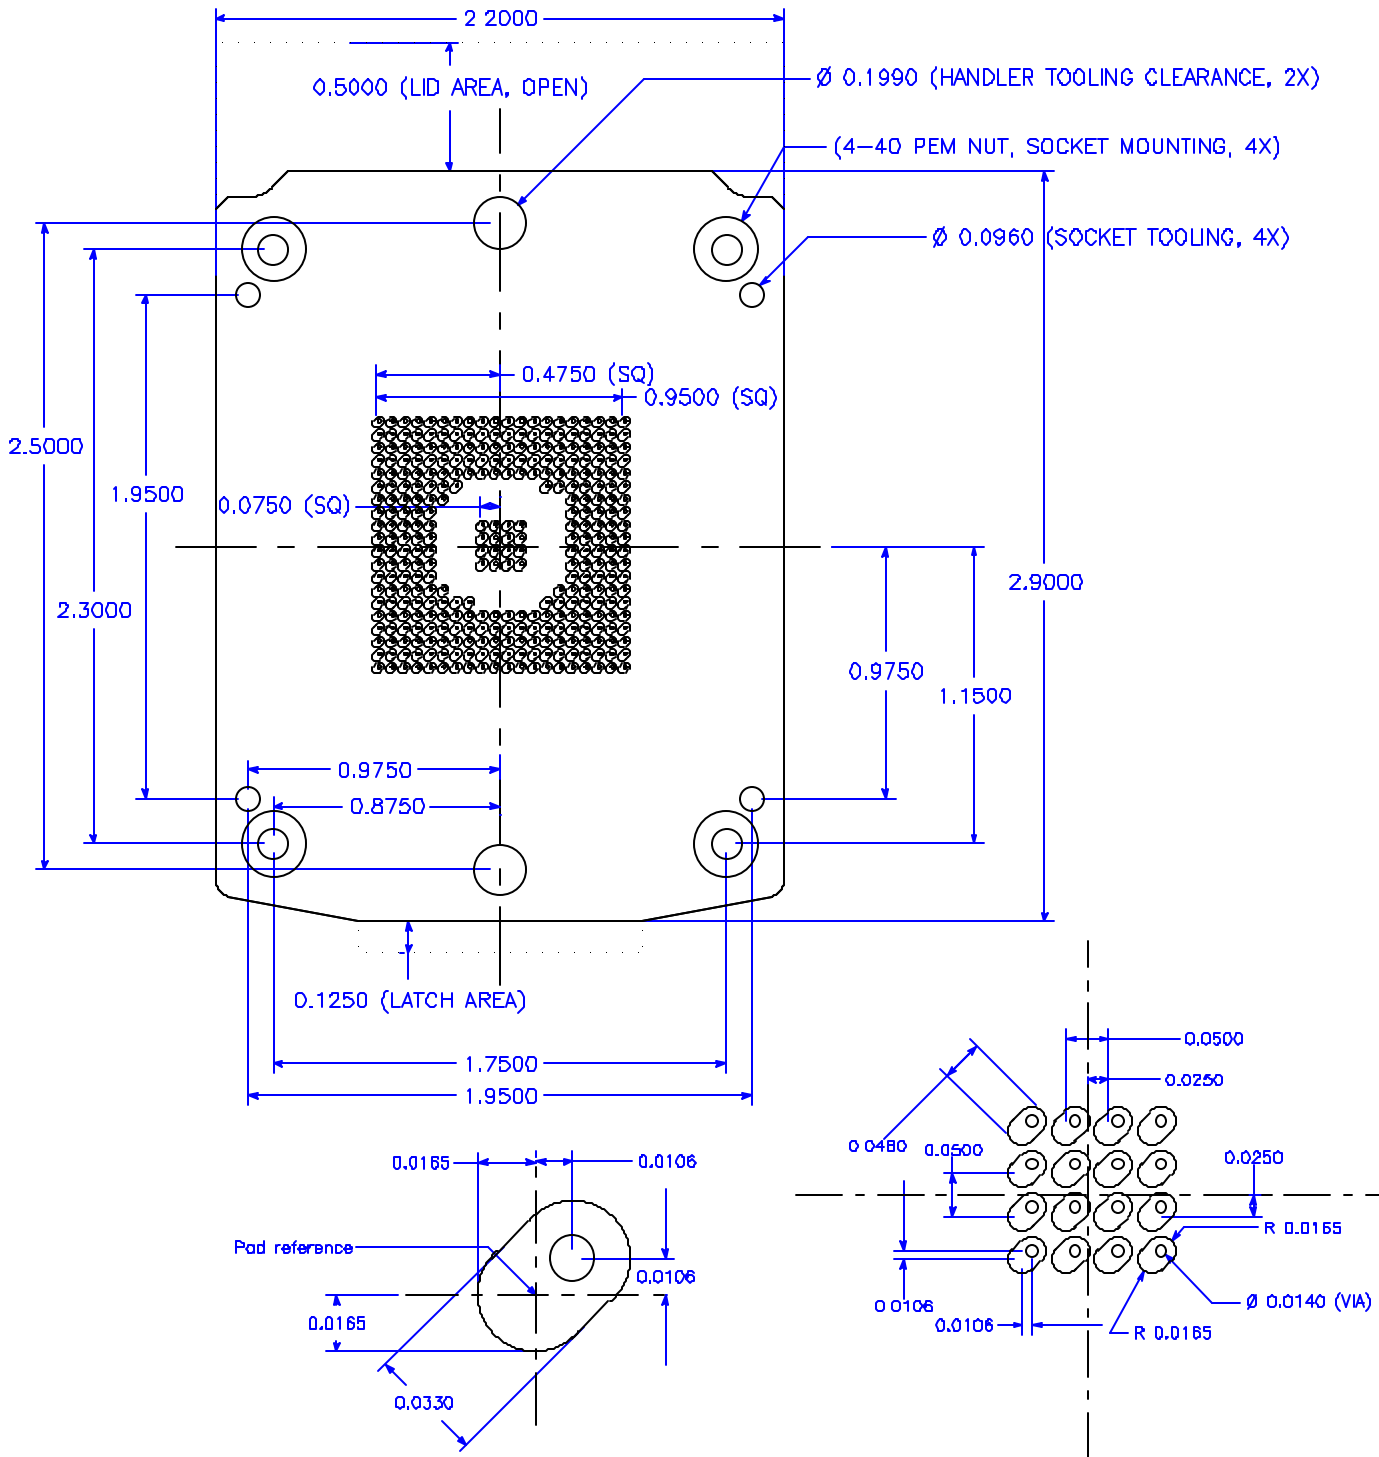 2 2000
Ø 0.1990 (HANDLER TOOLING CLEARANCE, 2X)
0.5000 (LID AREA, OPEN)
(4-40 PEM NUT, SOCKET MOUNTING, 4X)
Ø 0.0960 (SOCKET TOOLING, 4X)
0.4750 (SQ)
0.9500 (SQ)
2.5000
1.9500
0.0750 (SQ)
2.9000
2.3000
0.9750
1.1500
0.9750
0.8750
0.1250 (LATCH AREA)
1.7500
1.9500
0.0500
0.0250
0 0480
0.0500
0.0250
0.0165
0.0106
R 0.0165
Pad reference
0.0106
0 0106
Ø 0.0140 (VIA)
0.0165
0.0106
R 0.0165
0.0330